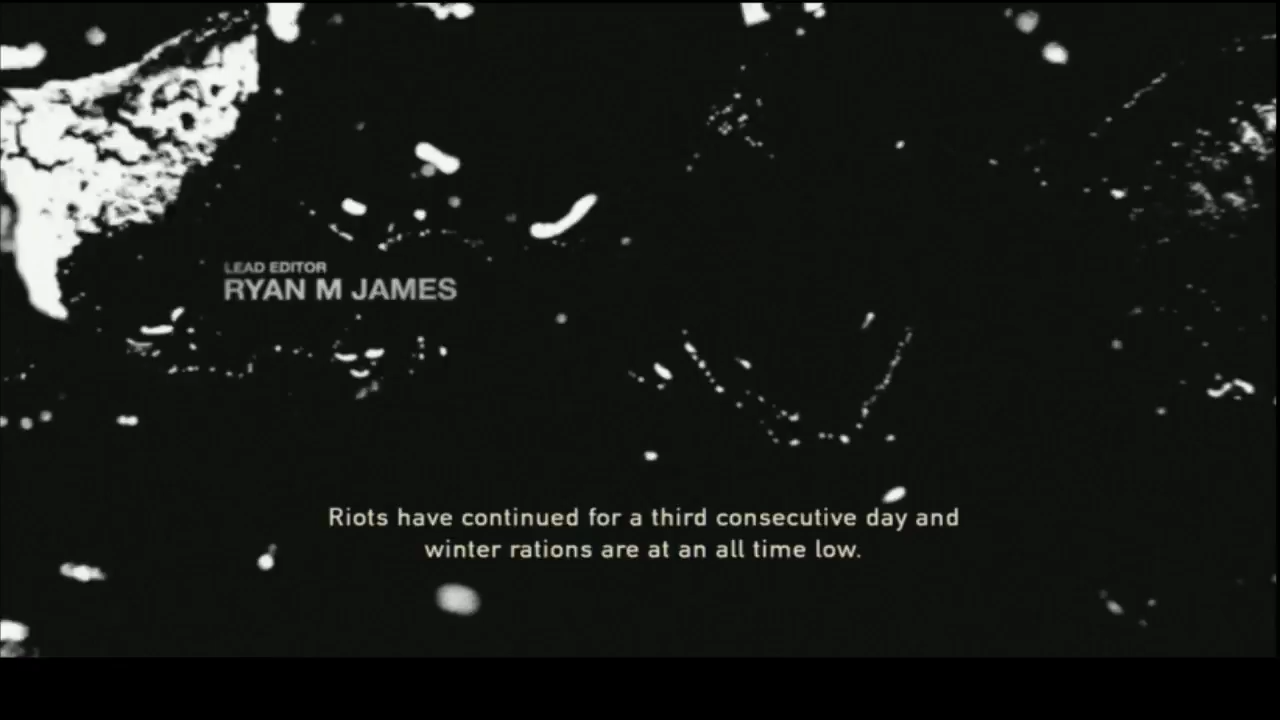 LEAD EDITOR
RYAN M JAMES
Riots have continued for a third consecutive day and
winter rations are at an all time low.